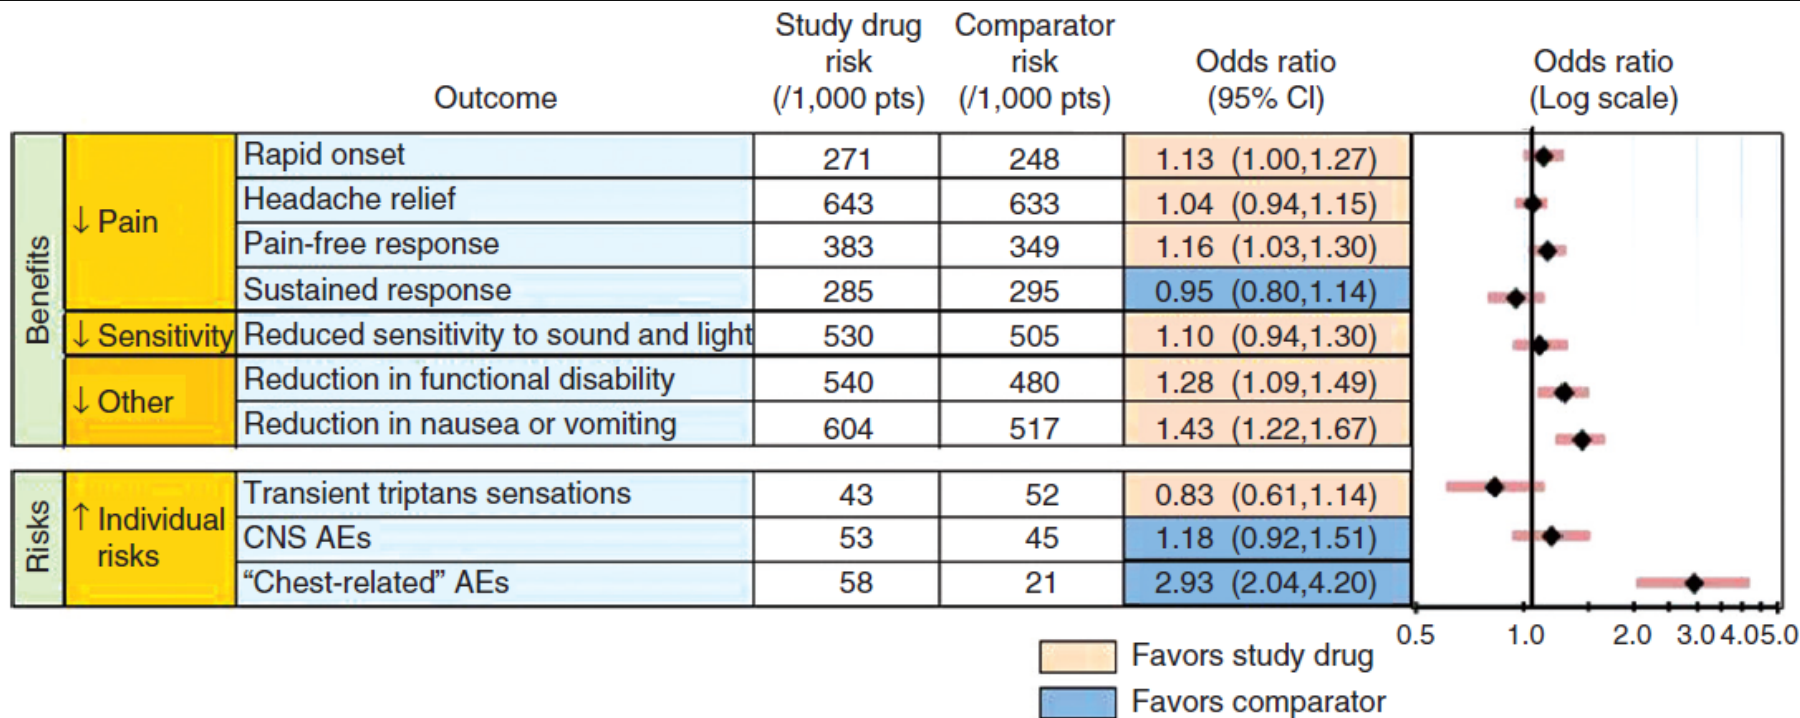 Study drug risk (/1,000 pts)
Comparator risk (/1,000 pts)
Outcome
Odds ratio (95% CI)
Odds ratio (Log scale)
Benefits
↓ Pain
Rapid onset 271 248 1.13 (1.00,1.27)
Headache relief 643 633 1.04 (0.94,1.15)
Pain-free response 383 349 1.16 (1.03,1.30)
Sustained response 285 295 0.95 (0.80,1.14)
↓ Sensitivity Reduced sensitivity to sound and light 530 505 1.10 (0.94,1.30)
↓ Other
Reduction in functional disability 540 480 1.28 (1.09,1.49)
Reduction in nausea or vomiting 604 517 1.43 (1.22,1.67)
Risks
↑ Individual risks
Transient triptans sensations 43 52 0.83 (0.61,1.14)
CNS AEs 53 45 1.18 (0.92,1.51)
“Chest-related” AEs 58 21 2.93 (2.04,4.20)
0.5 1.0 2.0 3.0 4.0 5.0
Favors study drug
Favors comparator